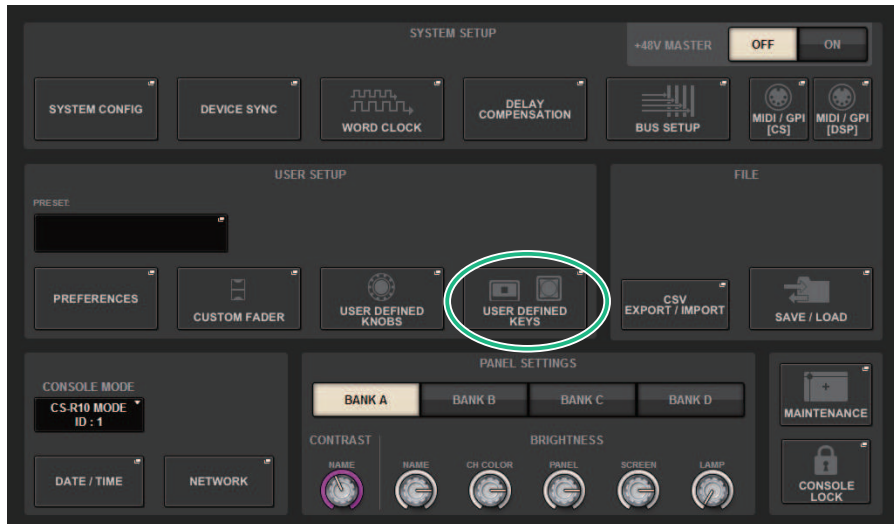 SYSTEM SETUP
+48V MASTER
OFF
ON
SYSTEM CONFIG
DEVICE SYNC
WORD CLOCK
DELAY
COMPENSATION
BUS SETUP
MIDI / GPI
[CS]
MIDI / GPI
[DSP]
USER SETUP
PRESET:
PREFERENCES
CUSTOM FADER
USER DEFINED
KNOBS
USER DEFINED
KEYS
FILE
CSV
EXPORT / IMPORT
SAVE / LOAD
CONSOLE MODE
CS-R10 MODE
ID : 1
DATE / TIME
NETWORK
PANEL SETTINGS
BANK A
BANK B
BANK C
BANK D
CONTRAST
BRIGHTNESS
NAME
NAME
CH COLOR
PANEL
SCREEN
LAMP
MAINTENANCE
CONSOLE
LOCK